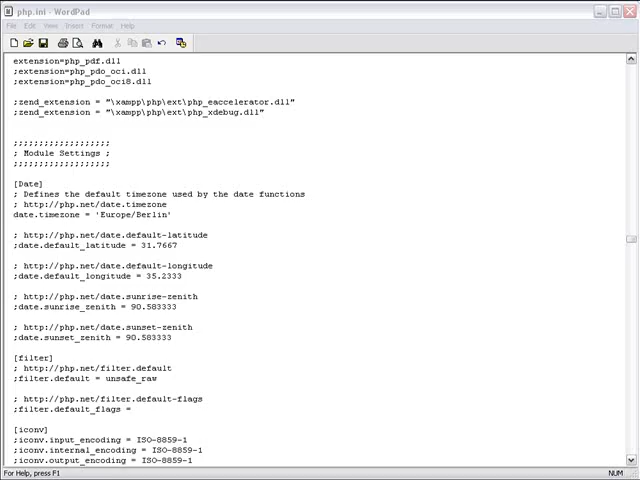 php.ini - WordPad
File Edit View Insert Format Help
extension=php_pdf.dll
;extension=php_pdo_oci.dll
;extension=php_pdo_oci8.dll
;zend_extension = "\xampp\php\ext\php_eaccelerator.dll"
;zend_extension = "\xampp\php\ext\php_xdebug.dll"
;;;;;;;;;;;;;;;;;;;
; Module Settings ;
;;;;;;;;;;;;;;;;;;;
[Date]
; Defines the default timezone used by the date functions
; http://php.net/date.timezone
date.timezone = 'Europe/Berlin'
; http://php.net/date.default-latitude
;date.default_latitude = 31.7667
; http://php.net/date.default-longitude
;date.default_longitude = 35.2333
; http://php.net/date.sunrise-zenith
;date.sunrise_zenith = 90.583333
; http://php.net/date.sunset-zenith
;date.sunset_zenith = 90.583333
[filter]
; http://php.net/filter.default
;filter.default = unsafe_raw
; http://php.net/filter.default-flags
;filter.default_flags =
[iconv]
;iconv.input_encoding = ISO-8859-1
;iconv.internal_encoding = ISO-8859-1
;iconv.output_encoding = ISO-8859-1
For Help, press F1
NUM